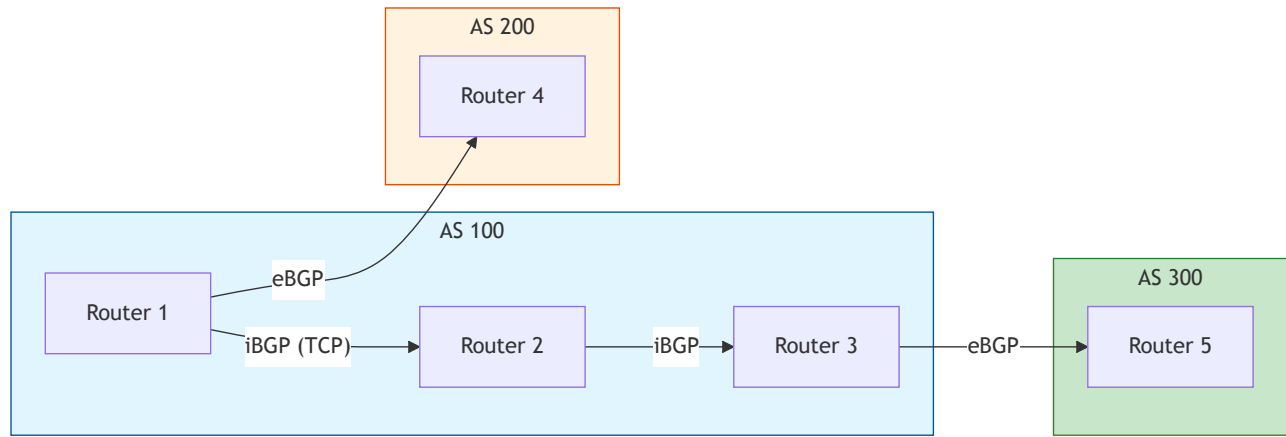 AS 200
Router 4
AS 100
eBGP
Router 1
iBGP (TCP)
Router 2
iBGP
Router 3
eBGP
AS 300
Router 5